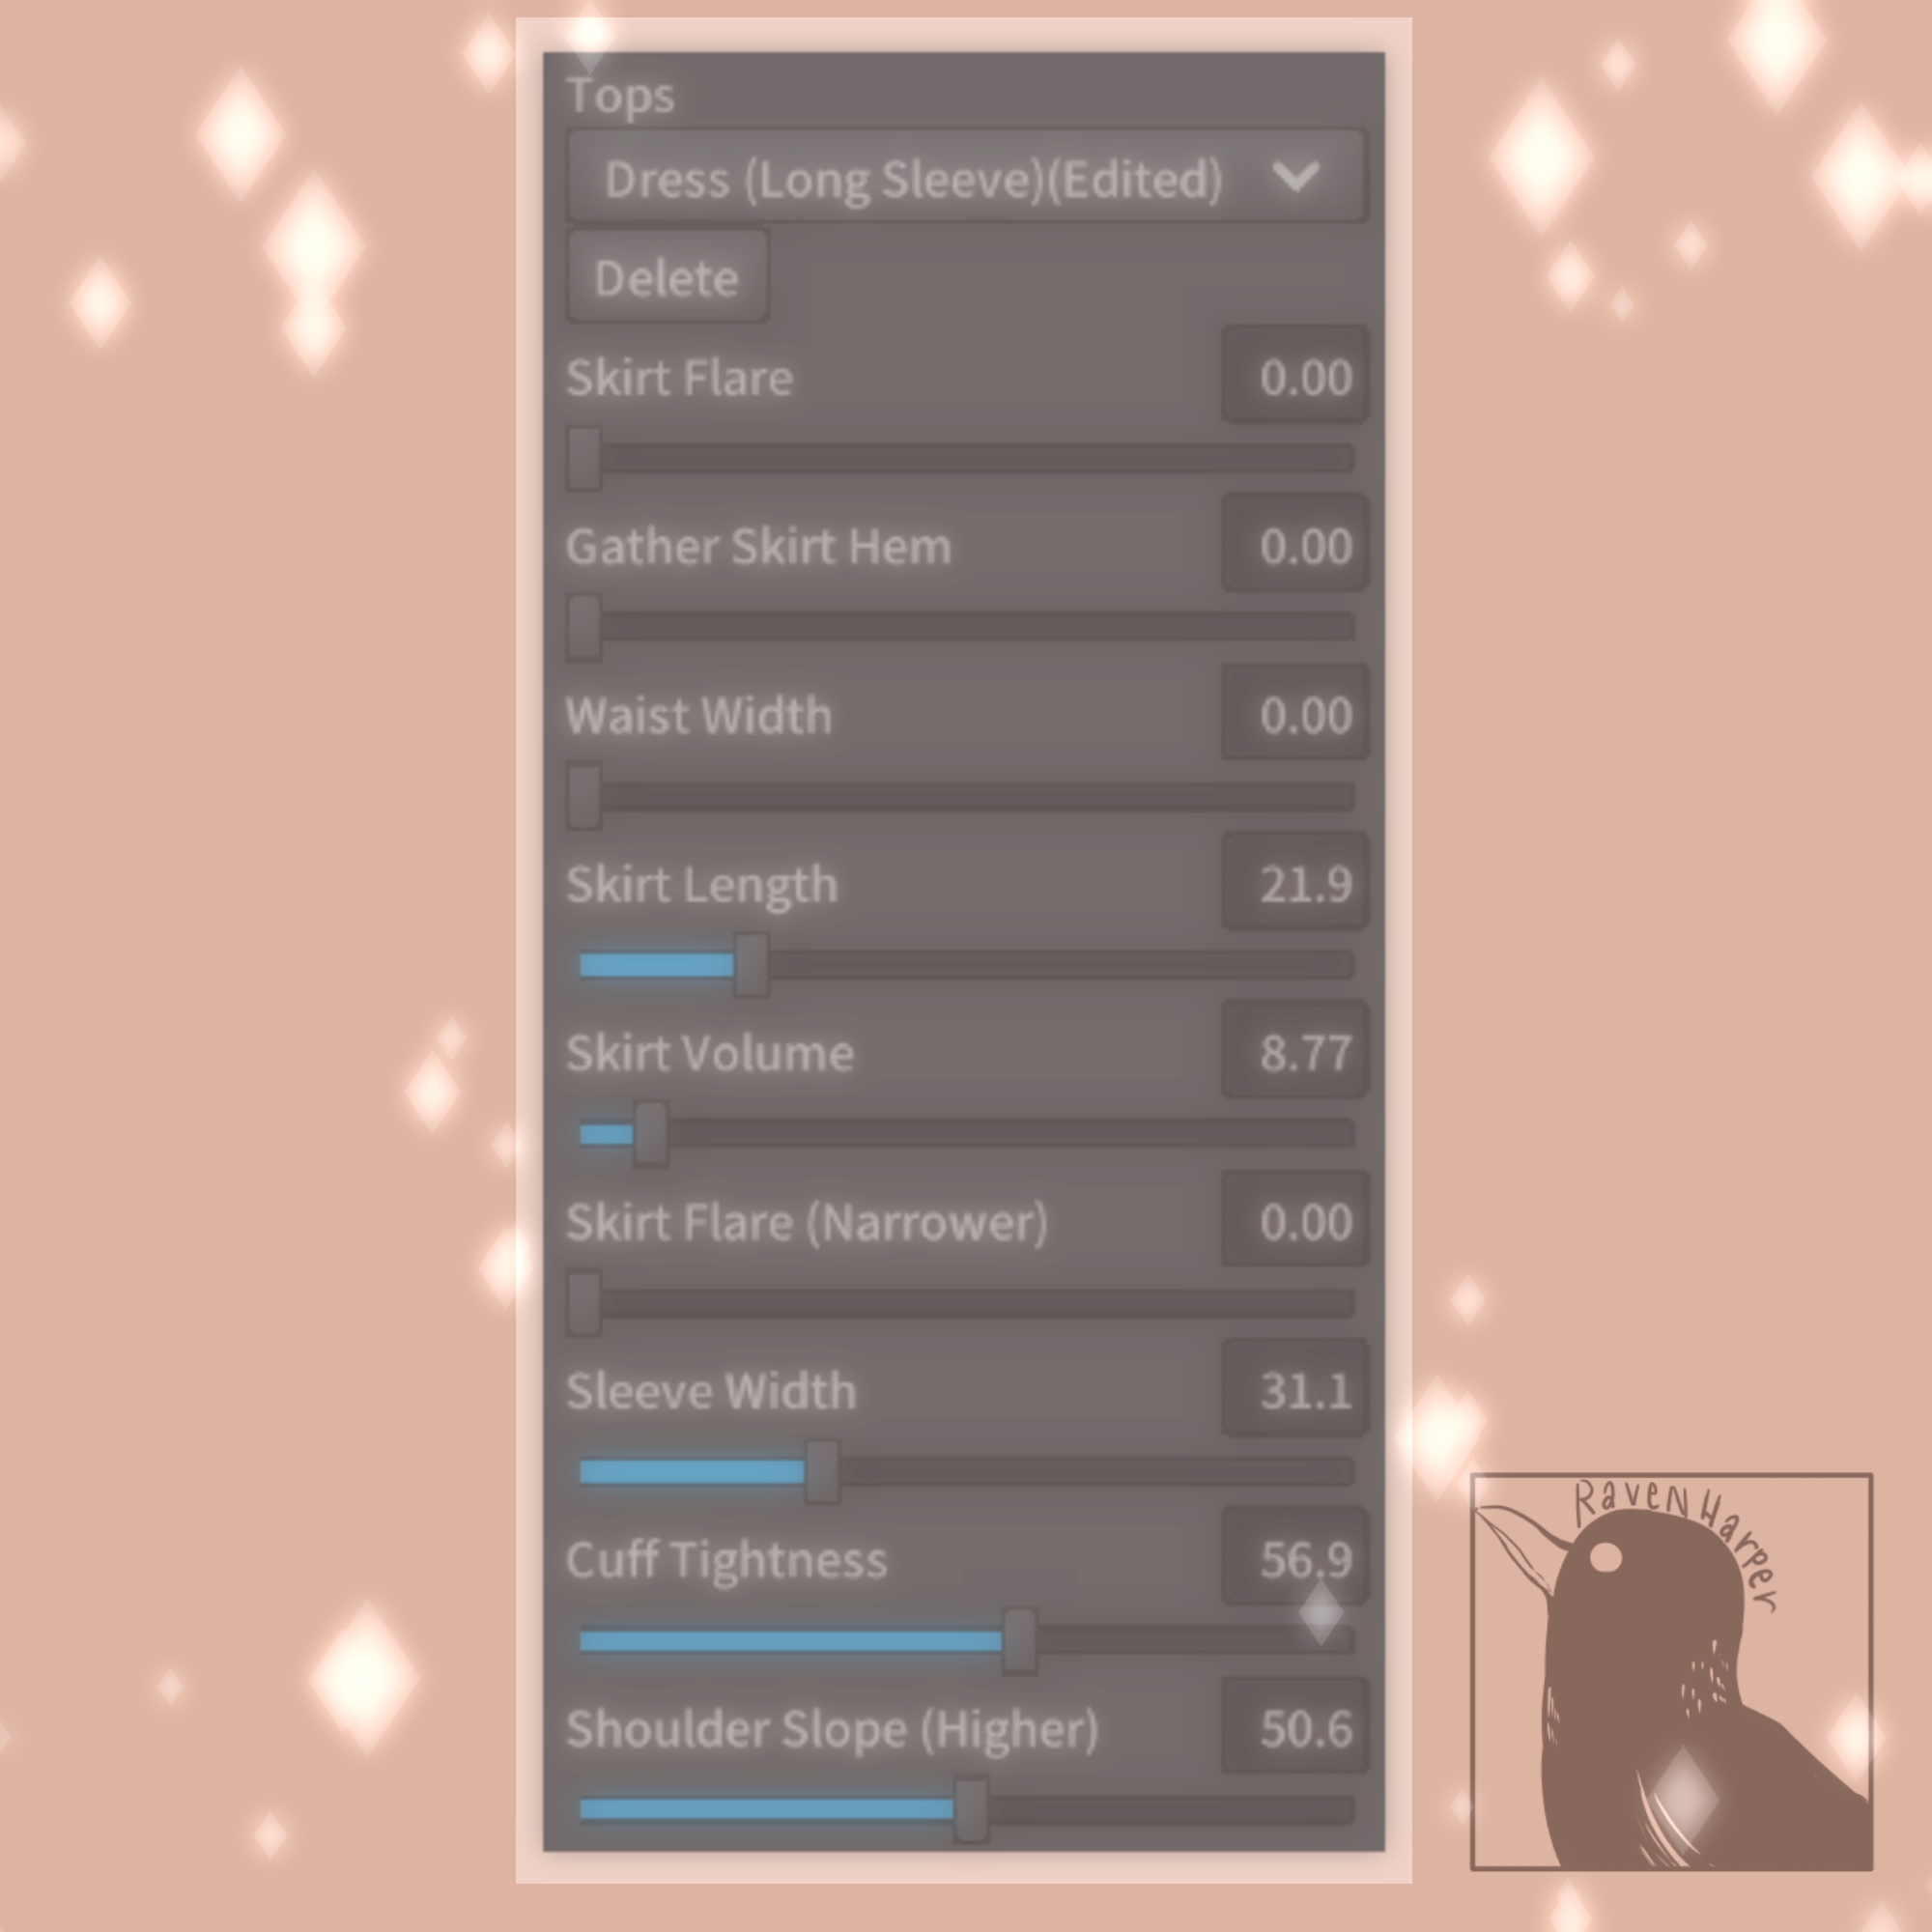 Tops
Dress (Long Sleeve)(Edited)
Delete
Skirt Flare 0.00
Gather Skirt Hem 0.00
Waist Width 0.00
Skirt Length 21.9
Skirt Volume 8.77
Skirt Flare (Narrower) 0.00
Sleeve Width 31.1
Cuff Tightness 56.9
Shoulder Slope (Higher) 50.6
Raven Harper